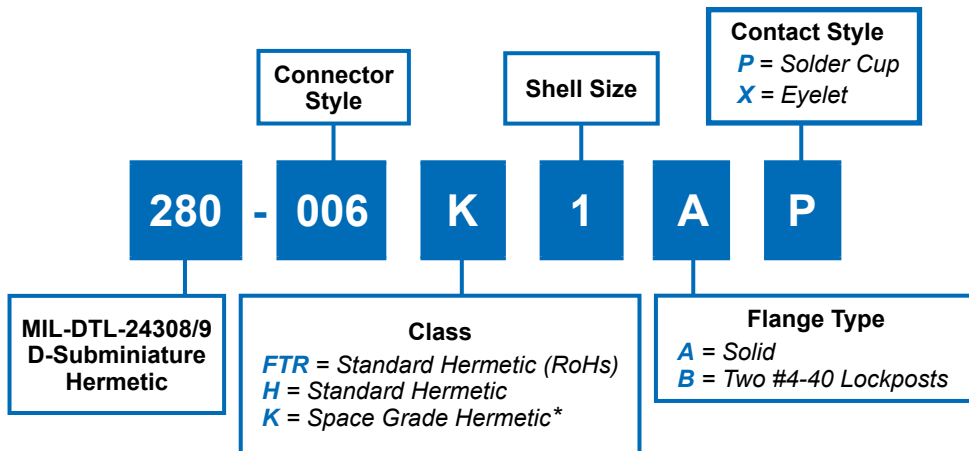 Connector
Style
Shell Size
Contact Style
P = Solder Cup
X = Eyelet
280 - 006 K 1 A P
MIL-DTL-24308/9
D-Subminiature
Hermetic
Class
FTR = Standard Hermetic (RoHs)
H = Standard Hermetic
K = Space Grade Hermetic*
Flange Type
A = Solid
B = Two #4-40 Lockposts